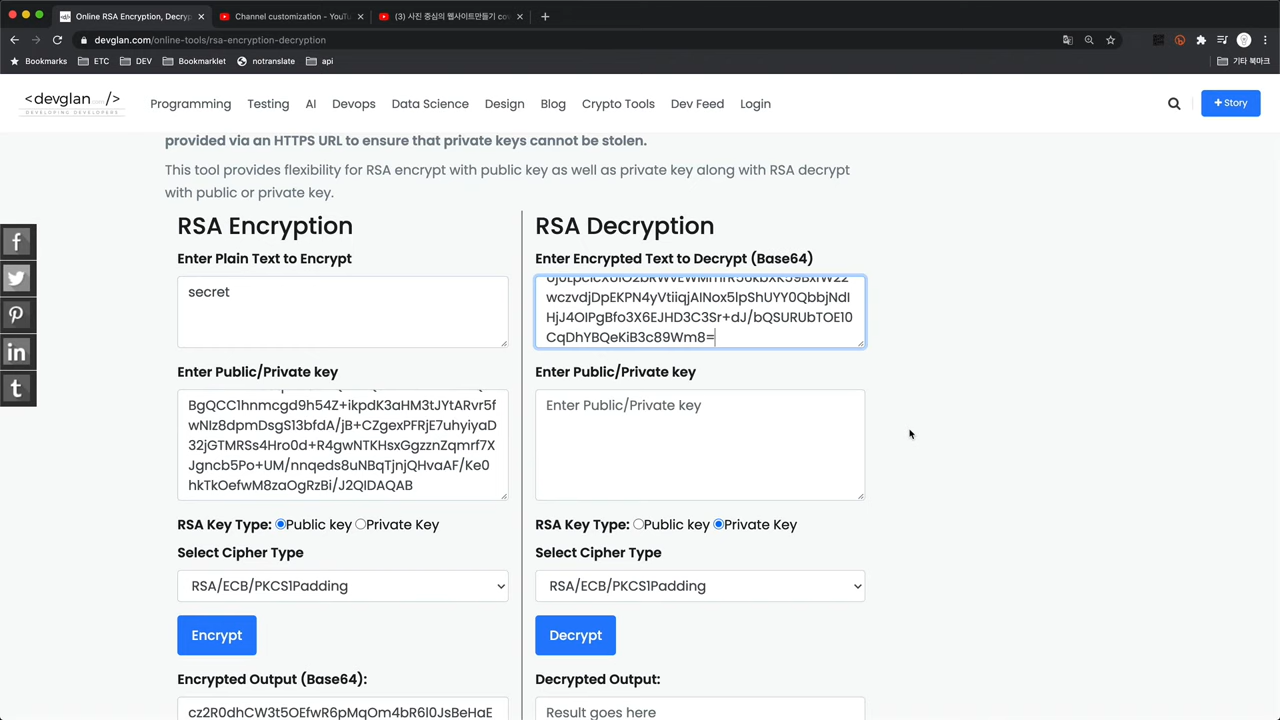 Online RSA Encryption, Decryp
Channel customization - YouTu
(3) 사진 중심의 웹사이트만들기 cov
devglan.com/online-tools/rsa-encryption-decryption
Bookmarks
ETC
DEV
Bookmarklet
notranslate
api
기타 북마크
<devglan.com/>
DEVELOPING DEVELOPERS
Programming
Testing
AI
Devops
Data Science
Design
Blog
Crypto Tools
Dev Feed
Login
+ Story
provided via an HTTPS URL to ensure that private keys cannot be stolen.
This tool provides flexibility for RSA encrypt with public key as well as private key along with RSA decrypt
with public or private key.
RSA Encryption
Enter Plain Text to Encrypt
secret
Enter Public/Private key
BgQCC1hnmcgd9h54Z+ikpdK3aHM3tJYtARvr5f
wNIz8dpmDsgS13bfdA/jB+CZgexPFRjE7uhyiyaD
32jGTMRSs4Hro0d+R4gwNTKHsxGgzznZqmrf7X
Jgncb5Po+UM/nnqeds8uNBqTjnjQHvaAF/Ke0
hkTkOefwM8zaOgRzBi/J2QIDAQAB
RSA Key Type: Public key Private Key
Select Cipher Type
RSA/ECB/PKCS1Padding
Encrypt
Encrypted Output (Base64):
cz2R0dhCW3t5OEfwR6pMqOm4bR6l0JsBeHaE
RSA Decryption
Enter Encrypted Text to Decrypt (Base64)
wczvdjDpEKPN4yVtiiqjAINox5lpShUYY0QbbjNdI
HjJ4OIPgBfo3X6EJHD3C3Sr+dJ/bQSURUbTOE10
CqDhYBQeKiB3c89Wm8=
Enter Public/Private key
Enter Public/Private key
RSA Key Type: Public key Private Key
Select Cipher Type
RSA/ECB/PKCS1Padding
Decrypt
Decrypted Output:
Result goes here